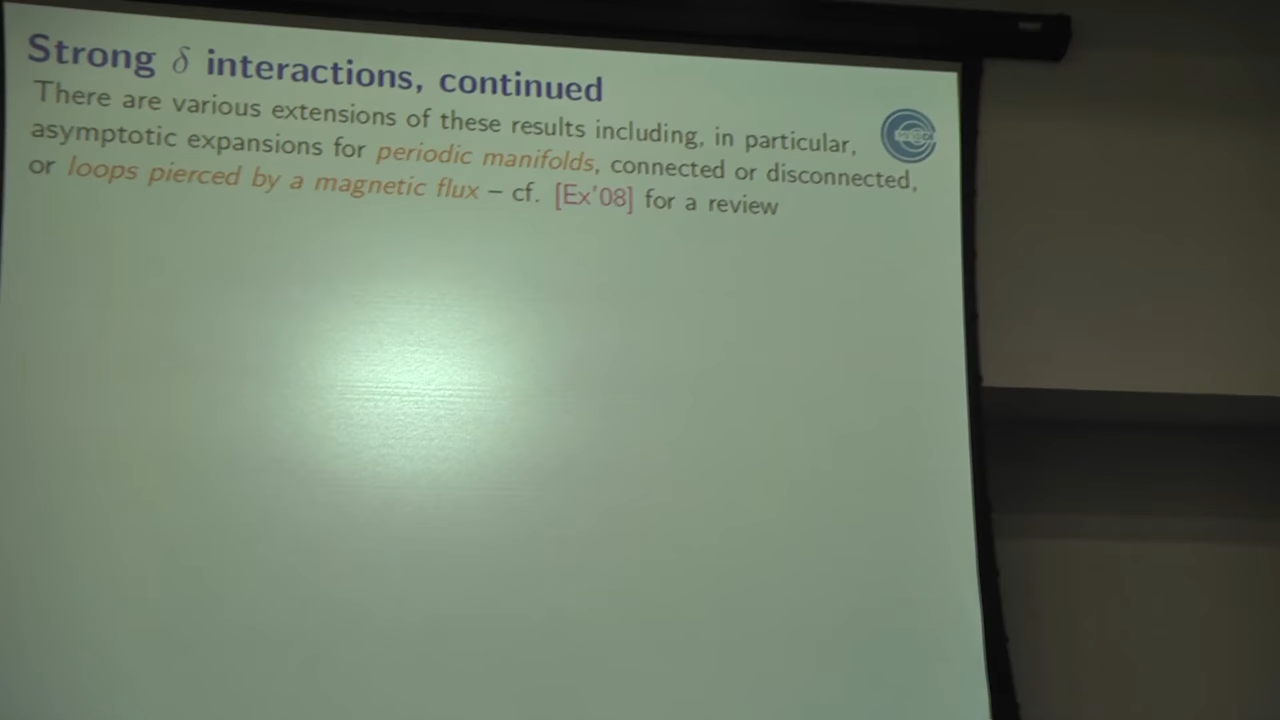 Strong δ interactions, continued
There are various extensions of these results including, in particular,
asymptotic expansions for periodic manifolds, connected or disconnected,
or loops pierced by a magnetic flux – cf. [Ex'08] for a review